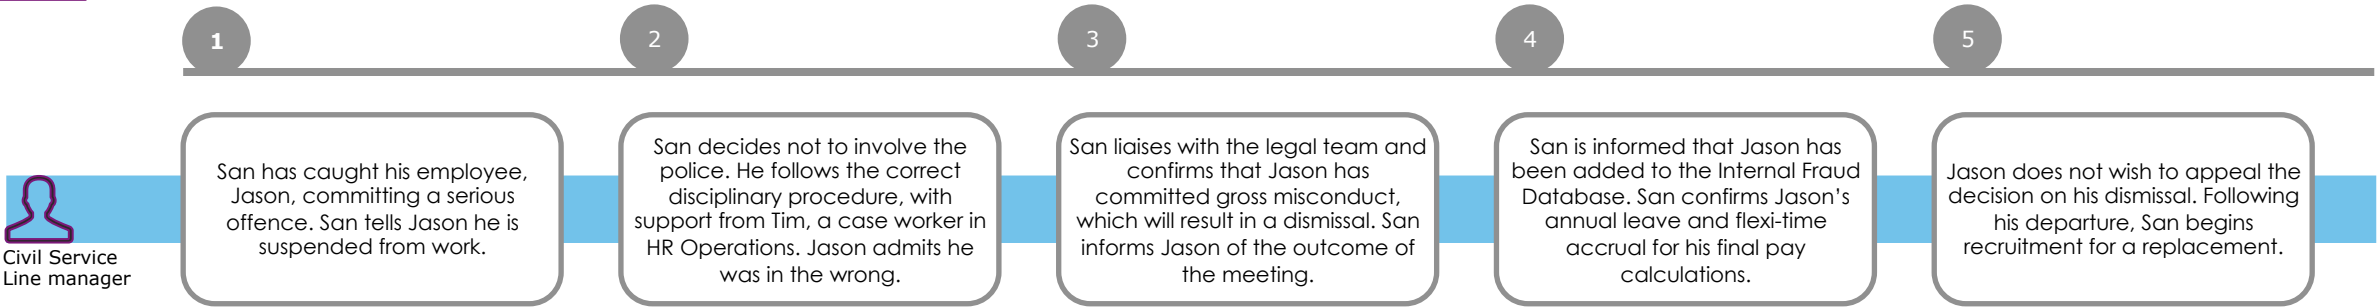 1
2
3
4
5
San has caught his employee,
Jason, committing a serious
offence. San tells Jason he is
suspended from work.
San decides not to involve the
police. He follows the correct
disciplinary procedure, with
support from Tim, a case worker in
HR Operations. Jason admits he
was in the wrong.
San liaises with the legal team and
confirms that Jason has
committed gross misconduct,
which will result in a dismissal. San
informs Jason of the outcome of
the meeting.
San is informed that Jason has
been added to the Internal Fraud
Database. San confirms Jason’s
annual leave and flexi-time
accrual for his final pay
calculations.
Jason does not wish to appeal the
decision on his dismissal. Following
his departure, San begins
recruitment for a replacement.
Civil Service
Line manager